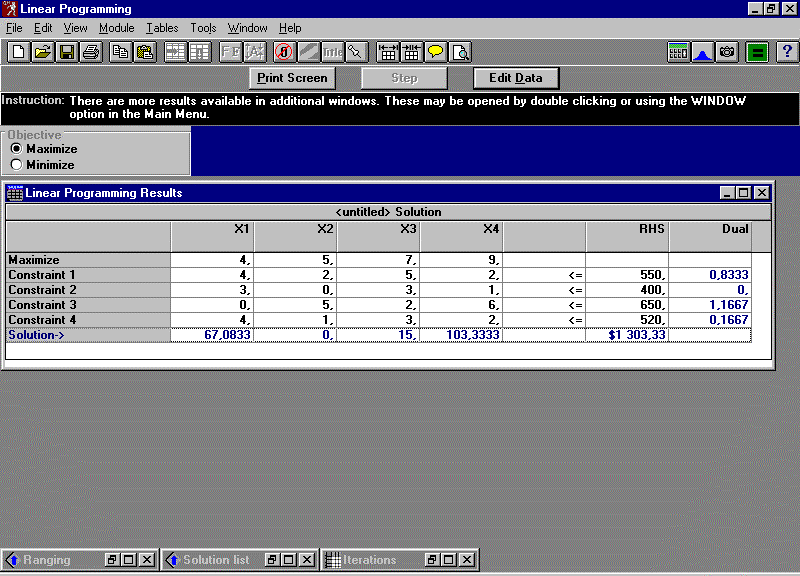 Linear Programming
File Edit View Module Tables Tools Window Help
Title
Print Screen Step Edit Data
Instruction: There are more results available in additional windows. These may be opened by double clicking or using the WINDOW
option in the Main Menu.
Objective
Maximize
Minimize
Linear Programming Results
<untitled> Solution
X1 X2 X3 X4 RHS Dual
Maximize 4, 5, 7, 9,
Constraint 1 4, 2, 5, 2, <= 550, 0,8333
Constraint 2 3, 0, 3, 1, <= 400, 0,
Constraint 3 0, 5, 2, 6, <= 650, 1,1667
Constraint 4 4, 1, 3, 2, <= 520, 0,1667
Solution-> 67,0833 0, 15, 103,3333 $1 303,33
Ranging Solution list Iterations